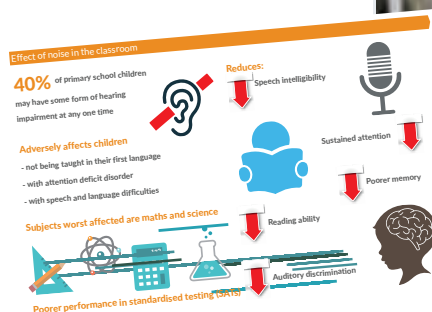 Effect of noise in the classroom
40% of primary school children
may have some form of hearing
impairment at any one time
Adversely affects children
- not being taught in their first language
- with attention deficit disorder
- with speech and language difficulties
Subjects worst affected are maths and science
Poorer performance in standardised testing (SATs)
Reduces:
Speech intelligibility
Sustained attention
Poorer memory
Reading ability
Auditory discrimination